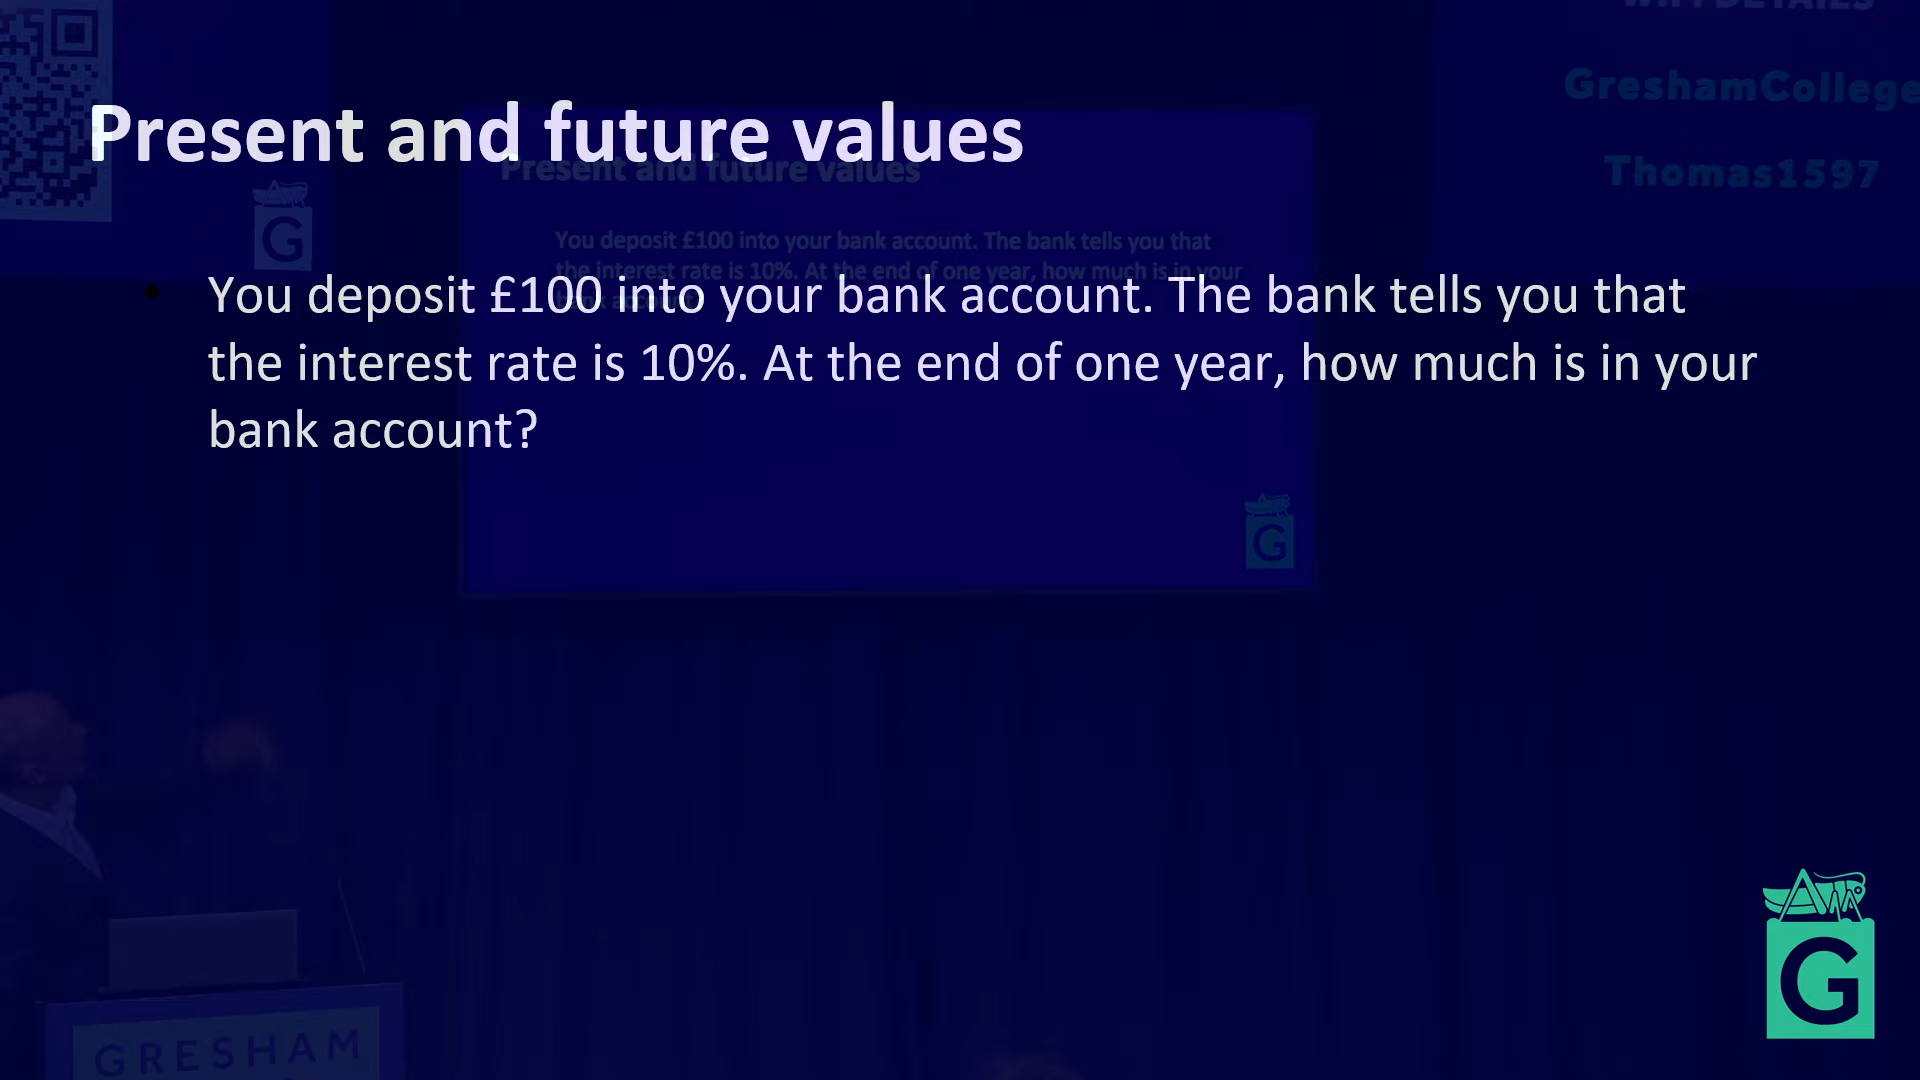 Present and future values
You deposit £100 into your bank account. The bank tells you that
the interest rate is 10%. At the end of one year, how much is in your
bank account?
GreshamCollege
Thomas1597
G
Present and future values
You deposit £100 into your bank account. The bank tells you that
the interest rate is 10%. At the end of one year, how much is in your
G
G
GRESHAM